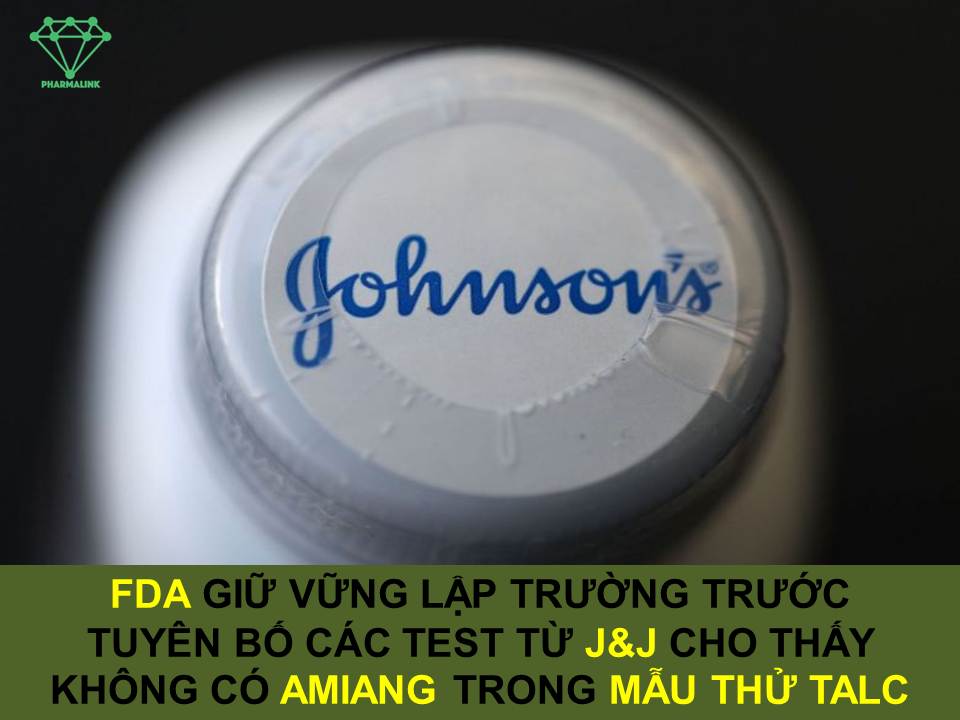 PHARMALINK
Johnson's®
FDA GIỮ VỮNG LẬP TRƯỜNG TRƯỚC
TUYÊN BỐ CÁC TEST TỪ J&J CHO THẤY
KHÔNG CÓ AMIANG TRONG MẪU THỬ TALC